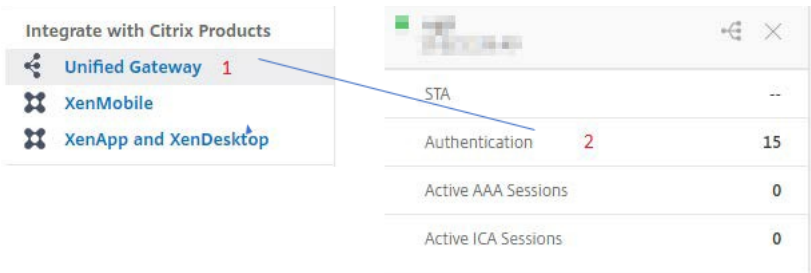 Integrate with Citrix Products
Unified Gateway 1
XenMobile
XenApp and XenDesktop
STA --
Authentication 2 15
Active AAA Sessions 0
Active ICA Sessions 0